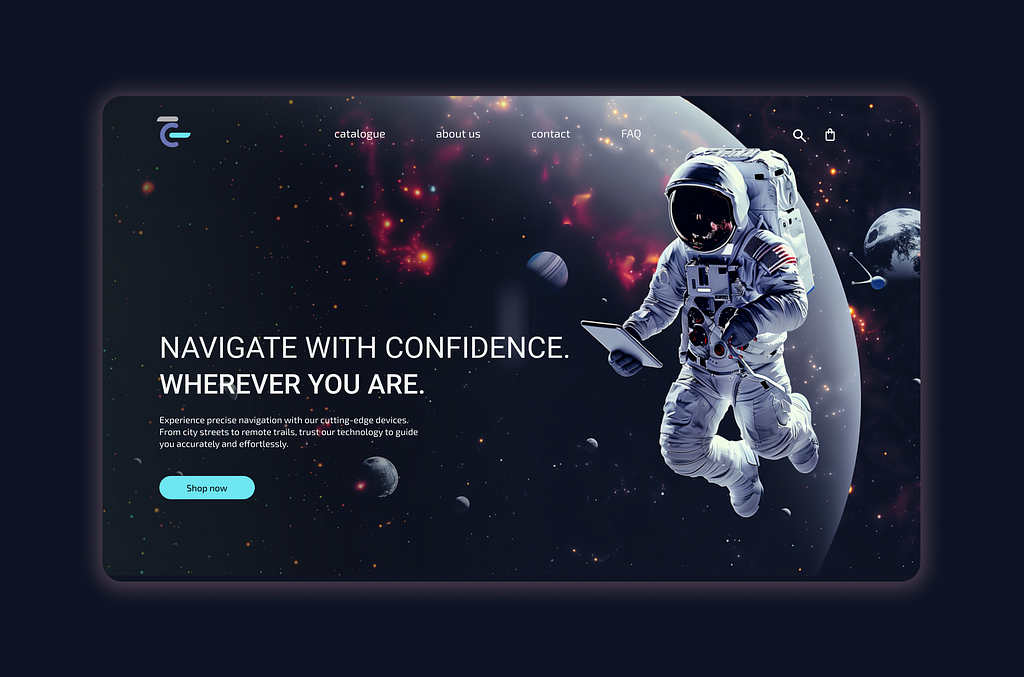 catalogue
about us
contact
FAQ
NAVIGATE WITH CONFIDENCE.
WHEREVER YOU ARE.
Experience precise navigation with our cutting-edge devices.
From city streets to remote trails, trust our technology to guide
you accurately and effortlessly.
Shop now